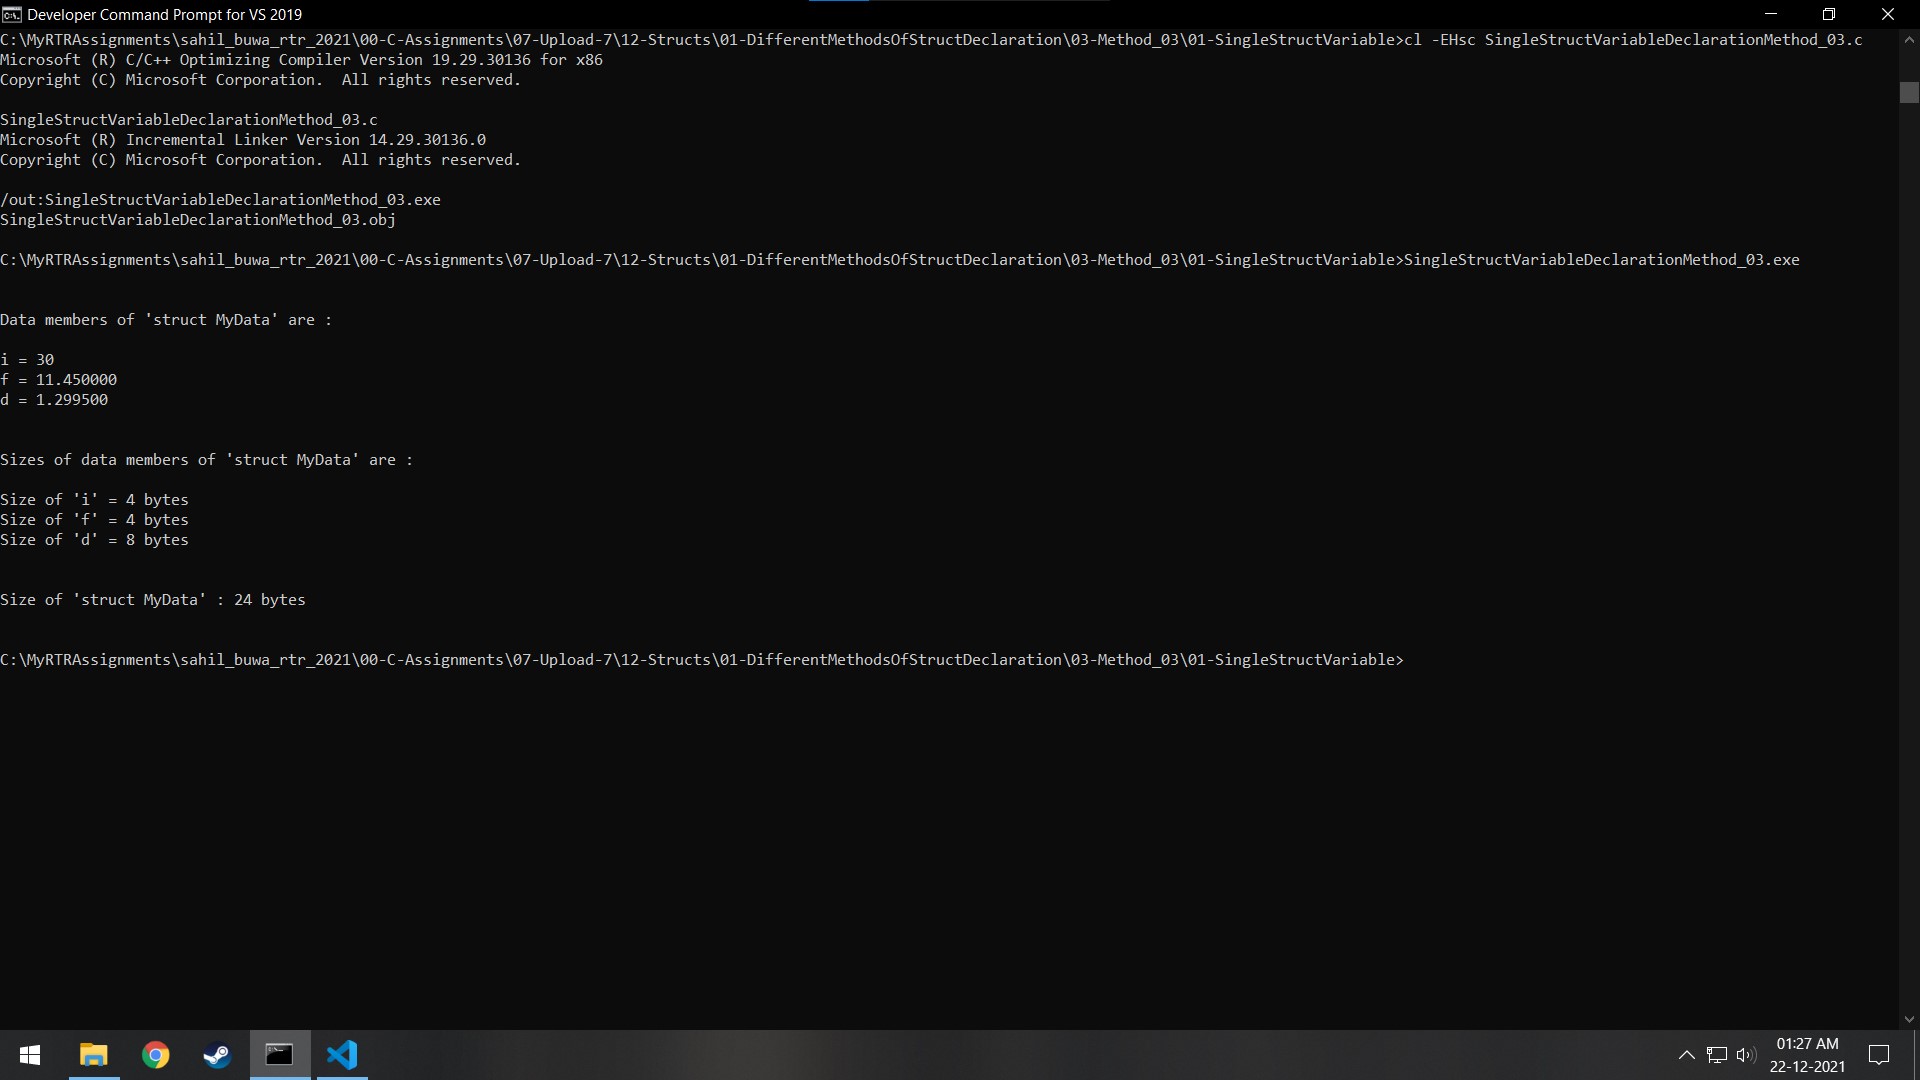 Developer Command Prompt for VS 2019
C:\MyRTRAssignments\sahil_buwa_rtr_2021\00-C-Assignments\07-Upload-7\12-Structs\01-DifferentMethodsOfStructDeclaration\03-Method_03\01-SingleStructVariable>cl -EHsc SingleStructVariableDeclarationMethod_03.c
Microsoft (R) C/C++ Optimizing Compiler Version 19.29.30136 for x86
Copyright (C) Microsoft Corporation.  All rights reserved.
SingleStructVariableDeclarationMethod_03.c
Microsoft (R) Incremental Linker Version 14.29.30136.0
Copyright (C) Microsoft Corporation.  All rights reserved.
/out:SingleStructVariableDeclarationMethod_03.exe
SingleStructVariableDeclarationMethod_03.obj
C:\MyRTRAssignments\sahil_buwa_rtr_2021\00-C-Assignments\07-Upload-7\12-Structs\01-DifferentMethodsOfStructDeclaration\03-Method_03\01-SingleStructVariable>SingleStructVariableDeclarationMethod_03.exe
Data members of 'struct MyData' are :
i = 30
f = 11.450000
d = 1.299500
Sizes of data members of 'struct MyData' are :
Size of 'i' = 4 bytes
Size of 'f' = 4 bytes
Size of 'd' = 8 bytes
Size of 'struct MyData' : 24 bytes
C:\MyRTRAssignments\sahil_buwa_rtr_2021\00-C-Assignments\07-Upload-7\12-Structs\01-DifferentMethodsOfStructDeclaration\03-Method_03\01-SingleStructVariable>
01:27 AM
22-12-2021